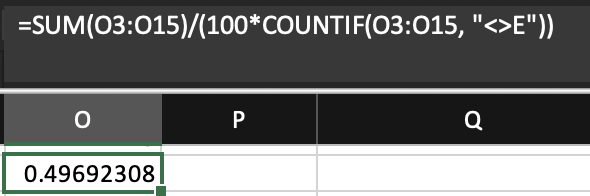 =SUM(O3:O15)/(100*COUNTIF(O3:O15, "<>E"))
O P Q
0.49692308